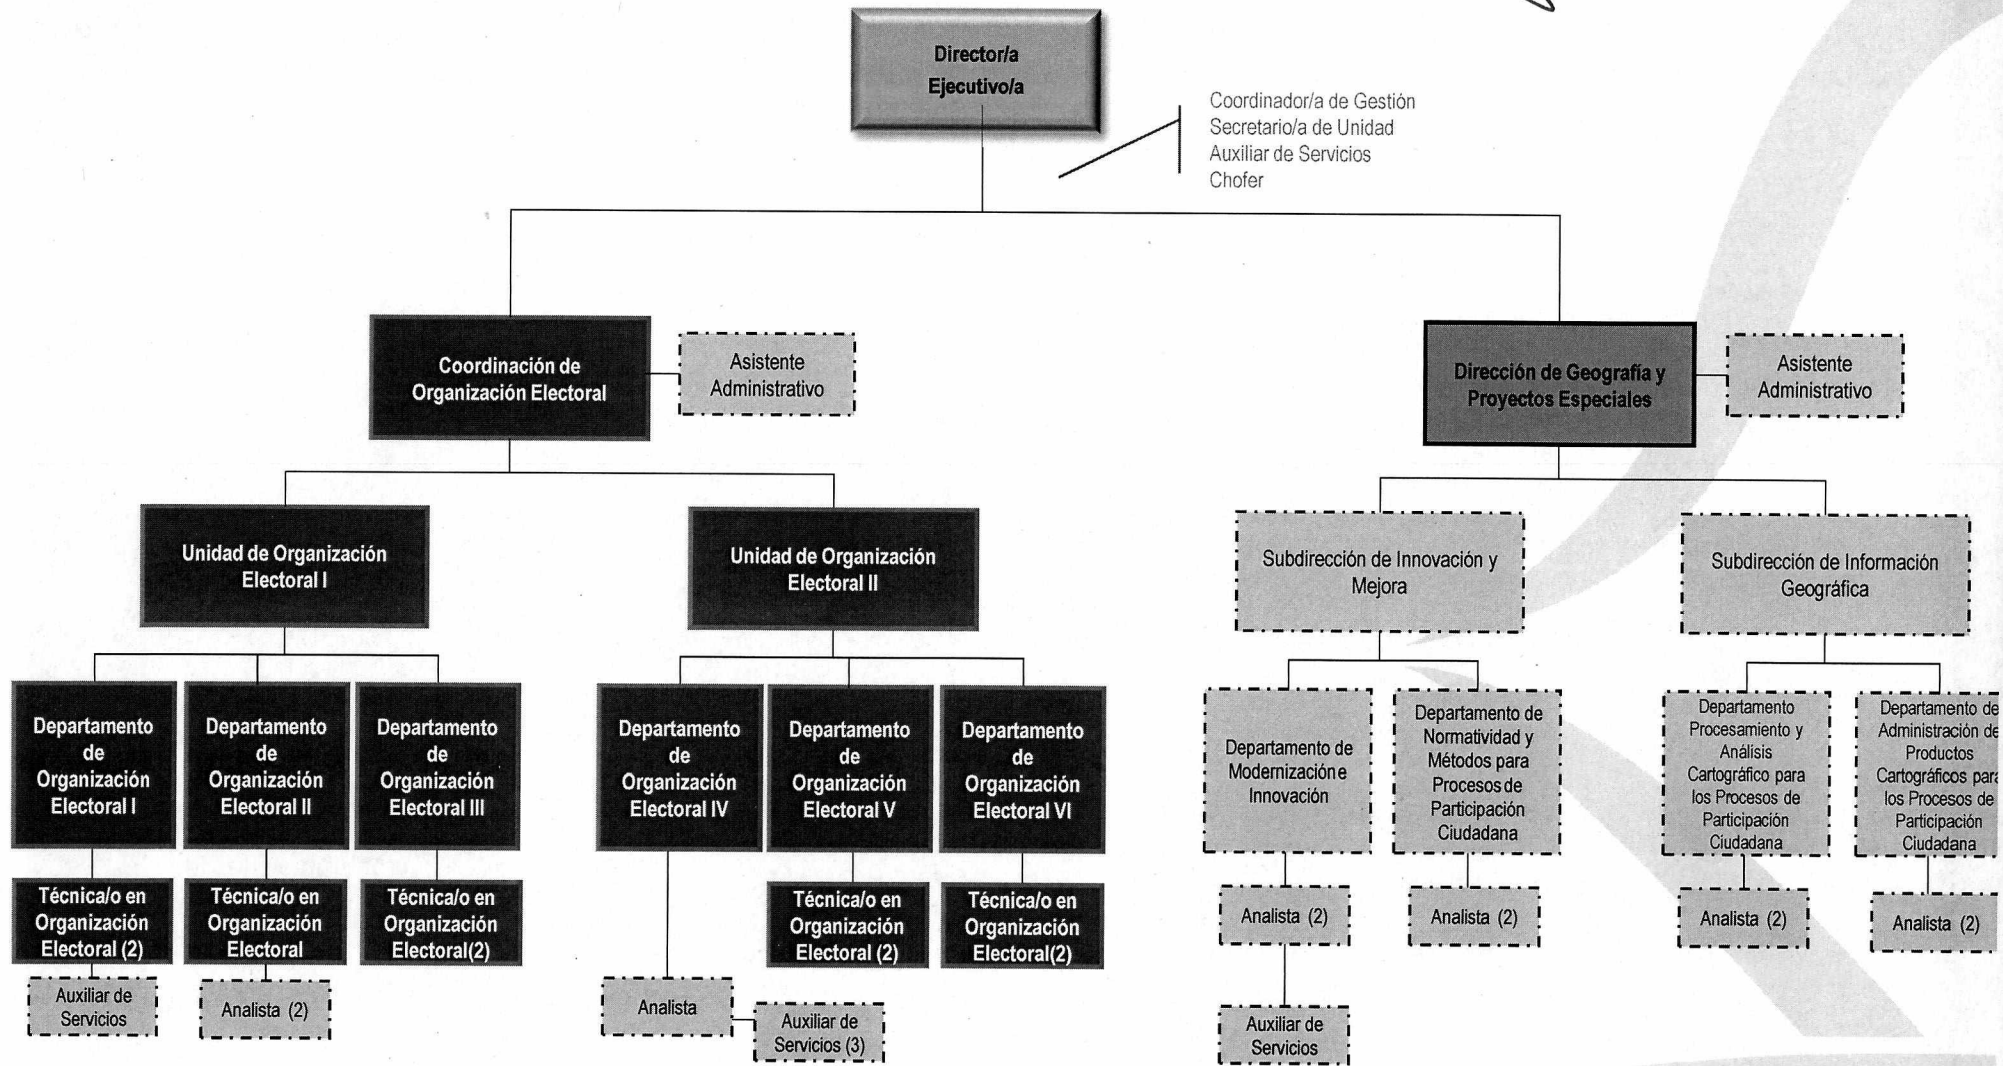 Director/a
Ejecutivo/a
Coordinador/a de Gestión
Secretario/a de Unidad
Auxiliar de Servicios
Chofer
Coordinación de
Organización Electoral
Asistente
Administrativo
Dirección de Geografía y
Proyectos Especiales
Asistente
Administrativo
Unidad de Organización
Electoral I
Unidad de Organización
Electoral II
Subdirección de Innovación y
Mejora
Subdirección de Información
Geográfica
Departamento
de
Organización
Electoral I
Departamento
de
Organización
Electoral II
Departamento
de
Organización
Electoral III
Departamento
de
Organización
Electoral IV
Departamento
de
Organización
Electoral V
Departamento
de
Organización
Electoral VI
Departamento de
Modernización e
Innovación
Departamento de
Normatividad y
Métodos para
Procesos de
Participación
Ciudadana
Departamento
Procesamiento y
Análisis
Cartográfico para
los Procesos de
Participación
Ciudadana
Departamento de
Administración de
Productos
Cartográficos para
los Procesos de
Participación
Ciudadana
Técnica/o en
Organización
Electoral (2)
Técnica/o en
Organización
Electoral
Técnica/o en
Organización
Electoral(2)
Técnica/o en
Organización
Electoral (2)
Técnica/o en
Organización
Electoral(2)
Analista (2)
Analista (2)
Analista (2)
Analista (2)
Auxiliar de
Servicios
Analista (2)
Analista
Auxiliar de
Servicios (3)
Auxiliar de
Servicios